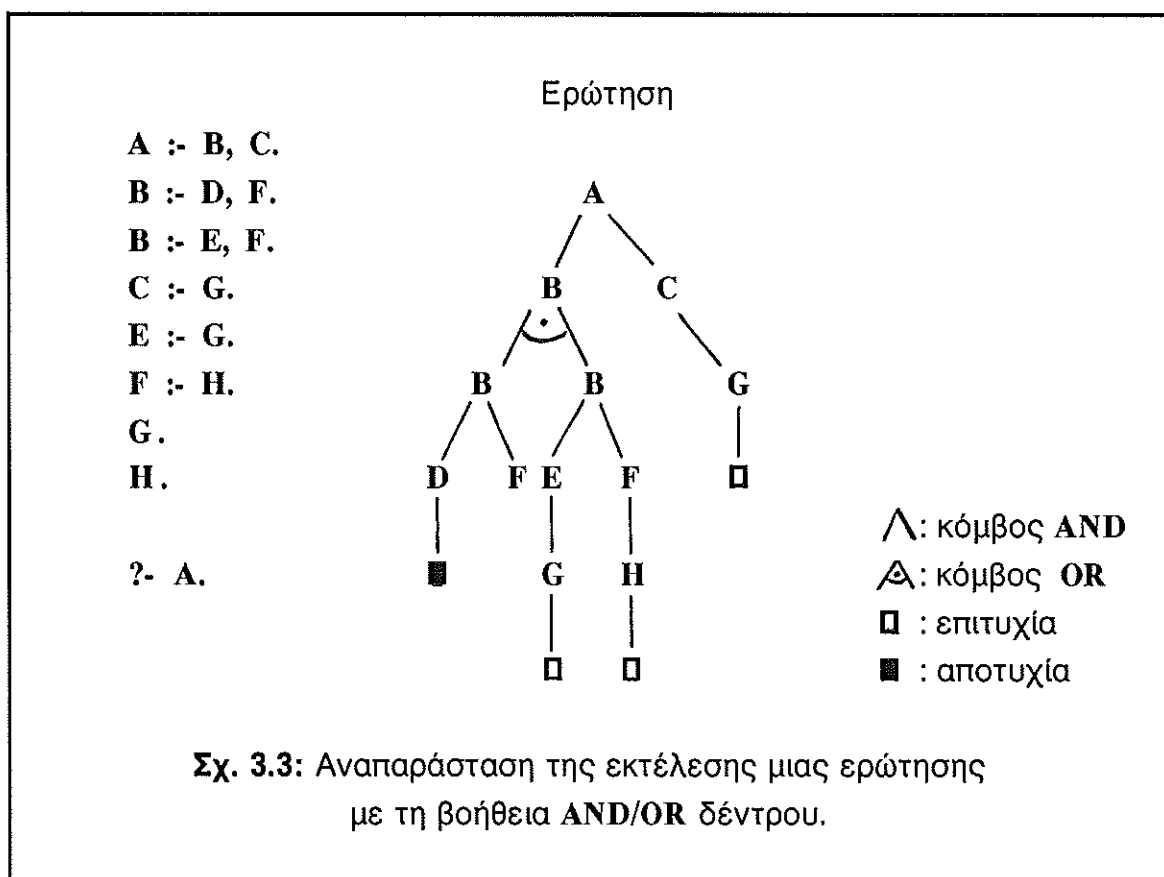 Ερώτηση
A :- B, C.
B :- D, F.
B :- E, F.
C :- G.
E :- G.
F :- H.
G.
H.
?- A.
A
B C
B B G
D F E F
G H
: κόμβος AND
: κόμβος OR
: επιτυχία
: αποτυχία
Σχ. 3.3: Αναπαράσταση της εκτέλεσης μιας ερώτησης
με τη βοήθεια AND/OR δέντρου.